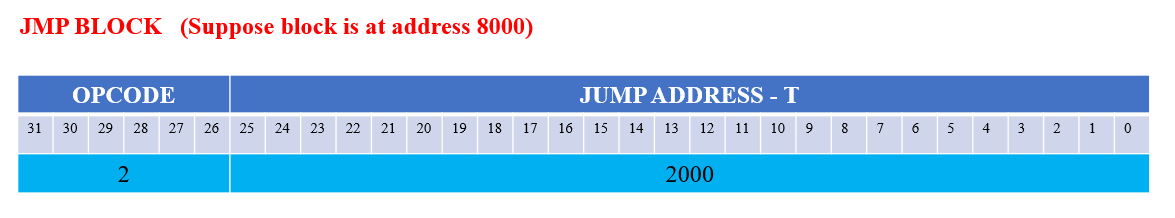 JMP BLOCK (Suppose block is at address 8000)
OPCODE JUMP ADDRESS - T
31 30 29 28 27 26 25 24 23 22 21 20 19 18 17 16 15 14 13 12 11 10 9 8 7 6 5 4 3 2 1 0
2 2000